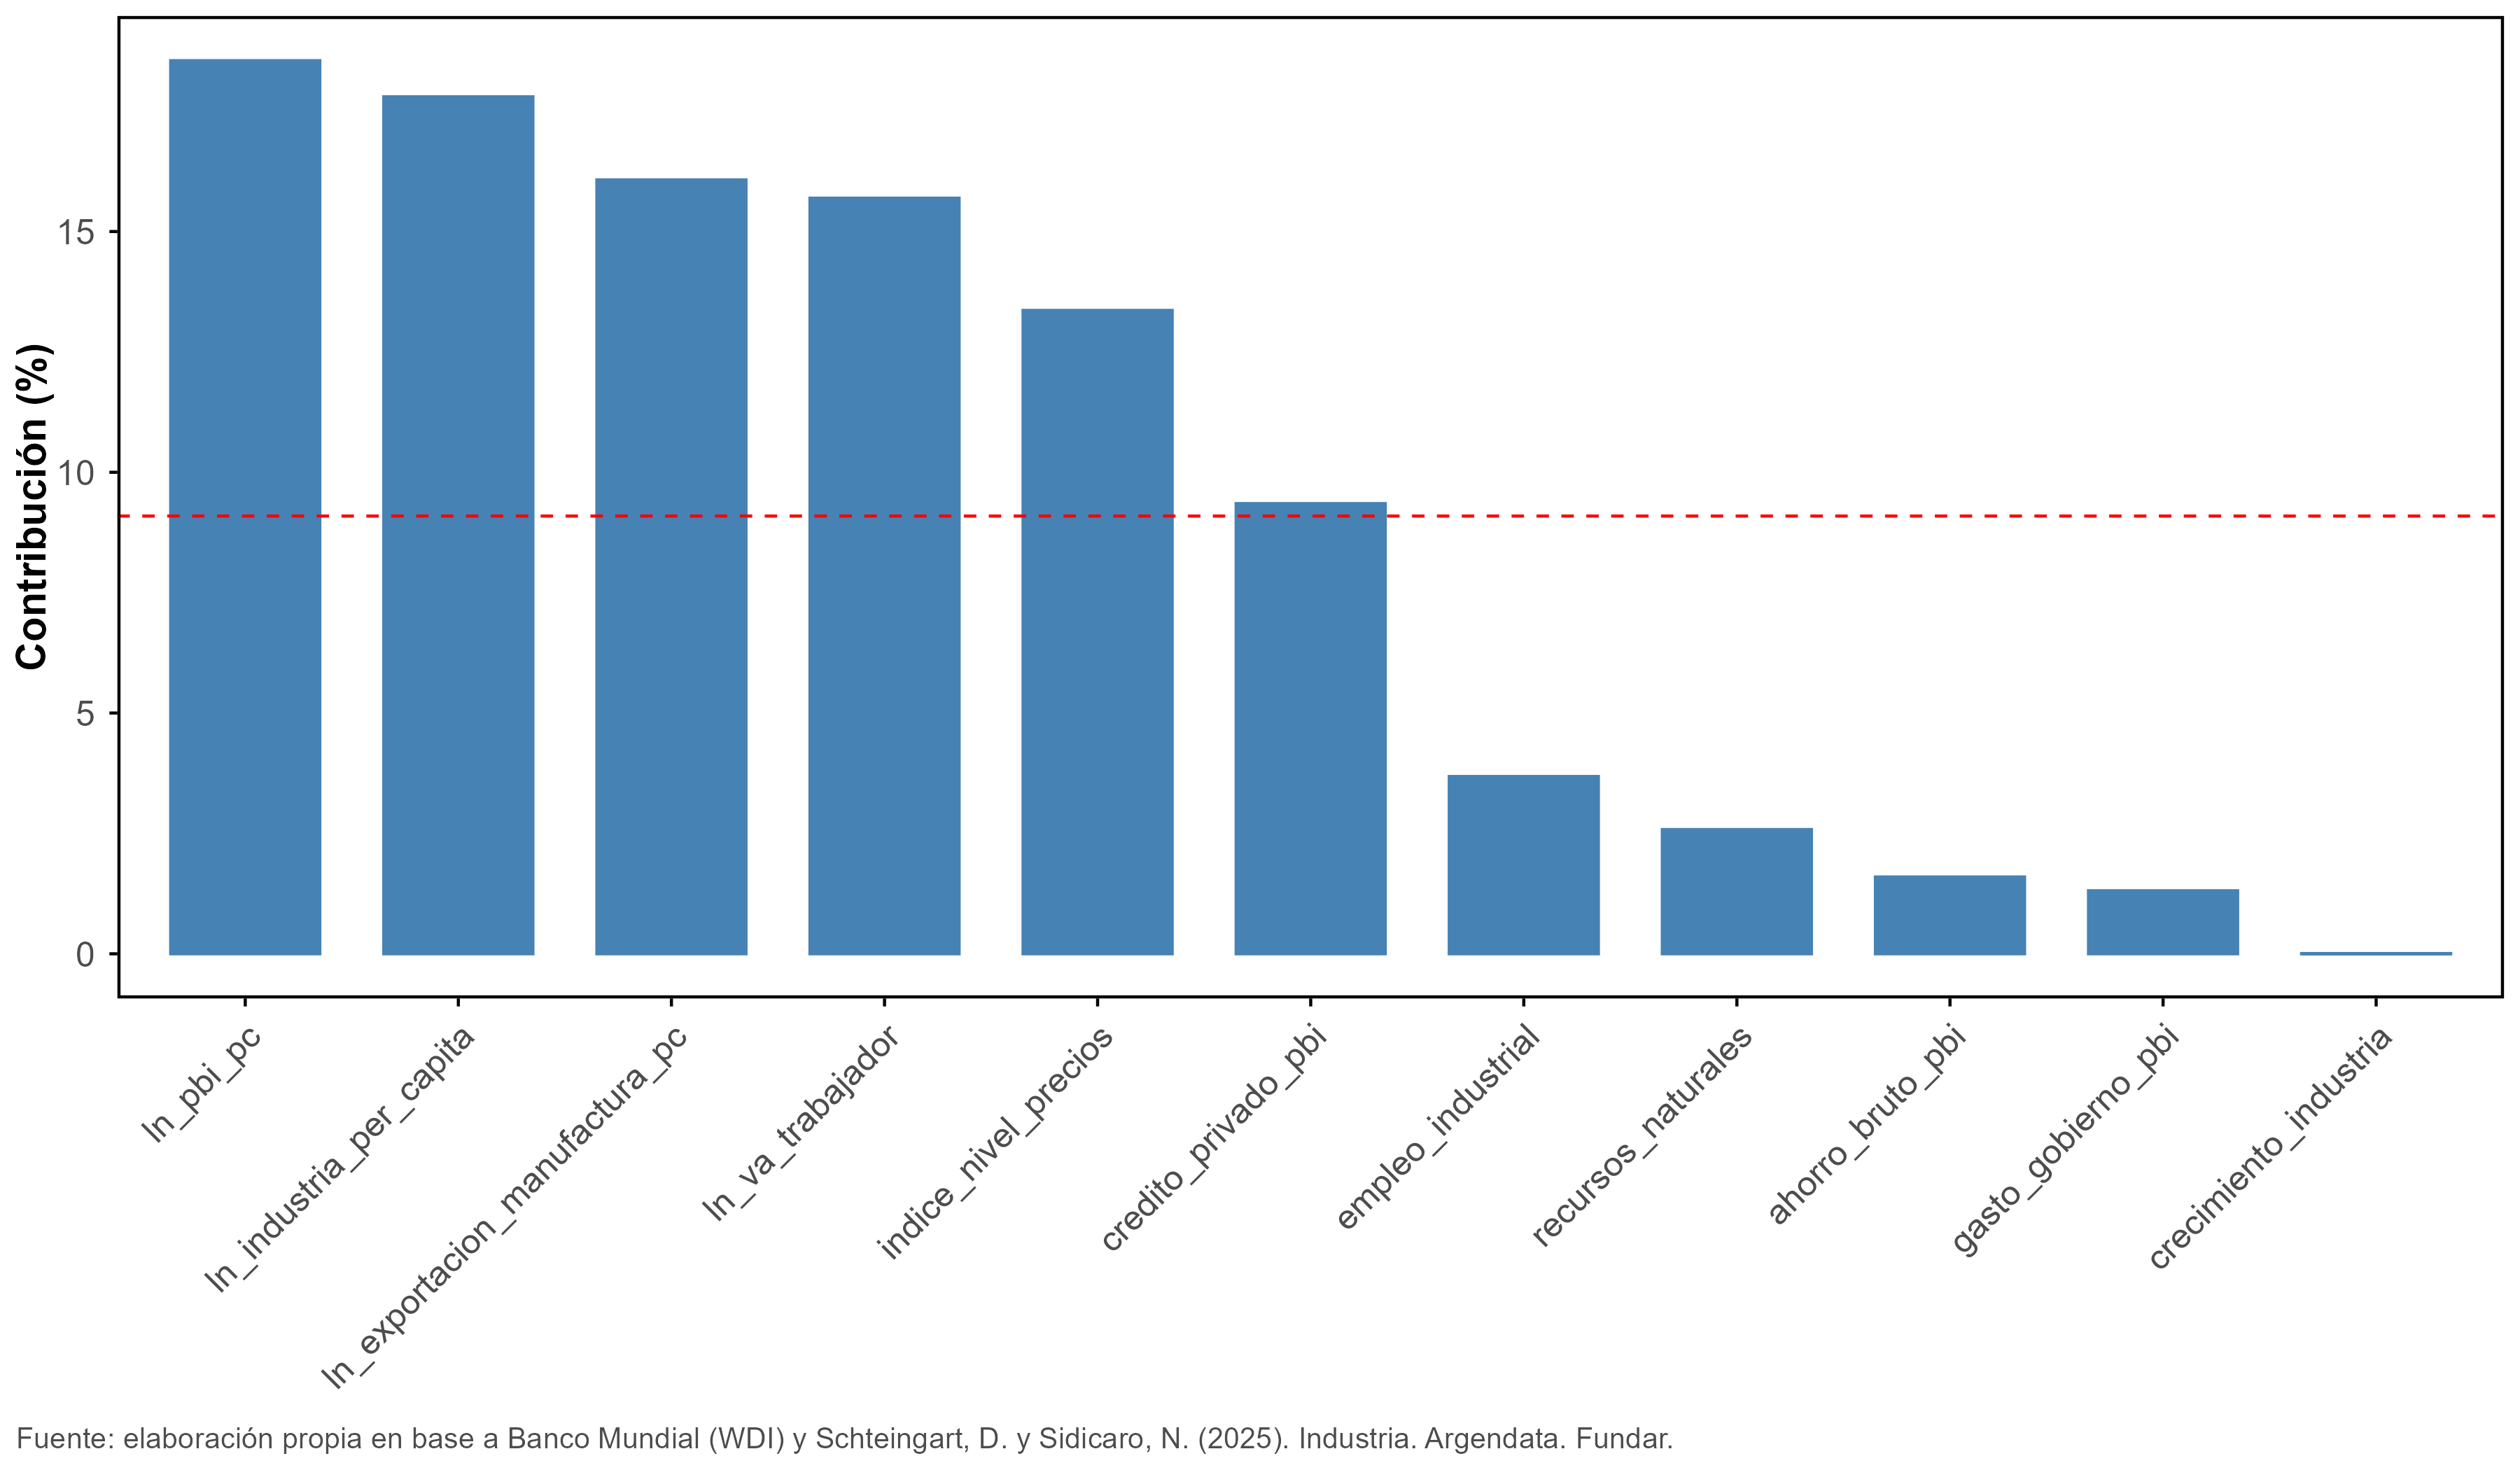 Contribución (%)
15
10
5
0
ln_pbi_pc
ln_industria_per_capita
ln_exportacion_manufactura_pc
ln_va_trabajador
indice_nivel_precios
credito_privado_pbi
empleo_industrial
recursos_naturales
ahorro_bruto_pbi
gasto_gobierno_pbi
crecimiento_industria
Fuente: elaboración propia en base a Banco Mundial (WDI) y Schteingart, D. y Sidicaro, N. (2025). Industria. Argendata. Fundar.